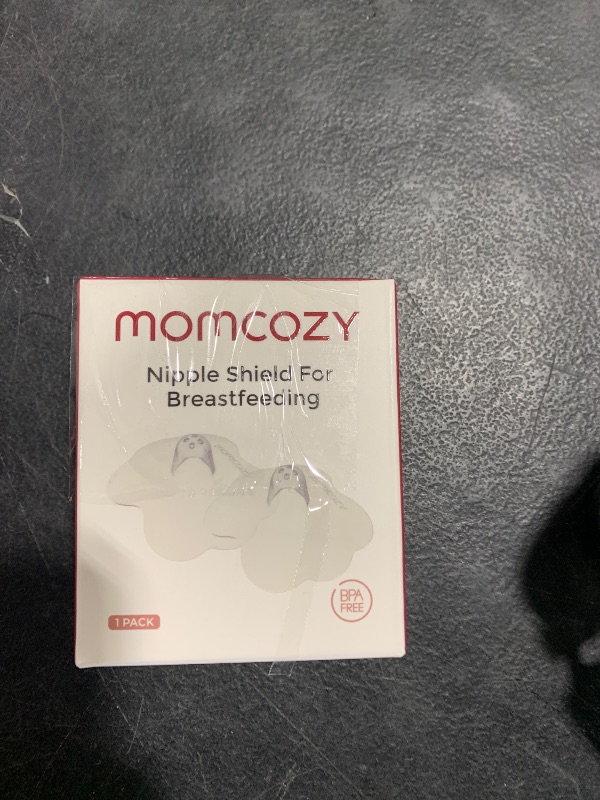 momcozy
Nipple Shield For
Breastfeeding
1 PACK
BPA
FREE